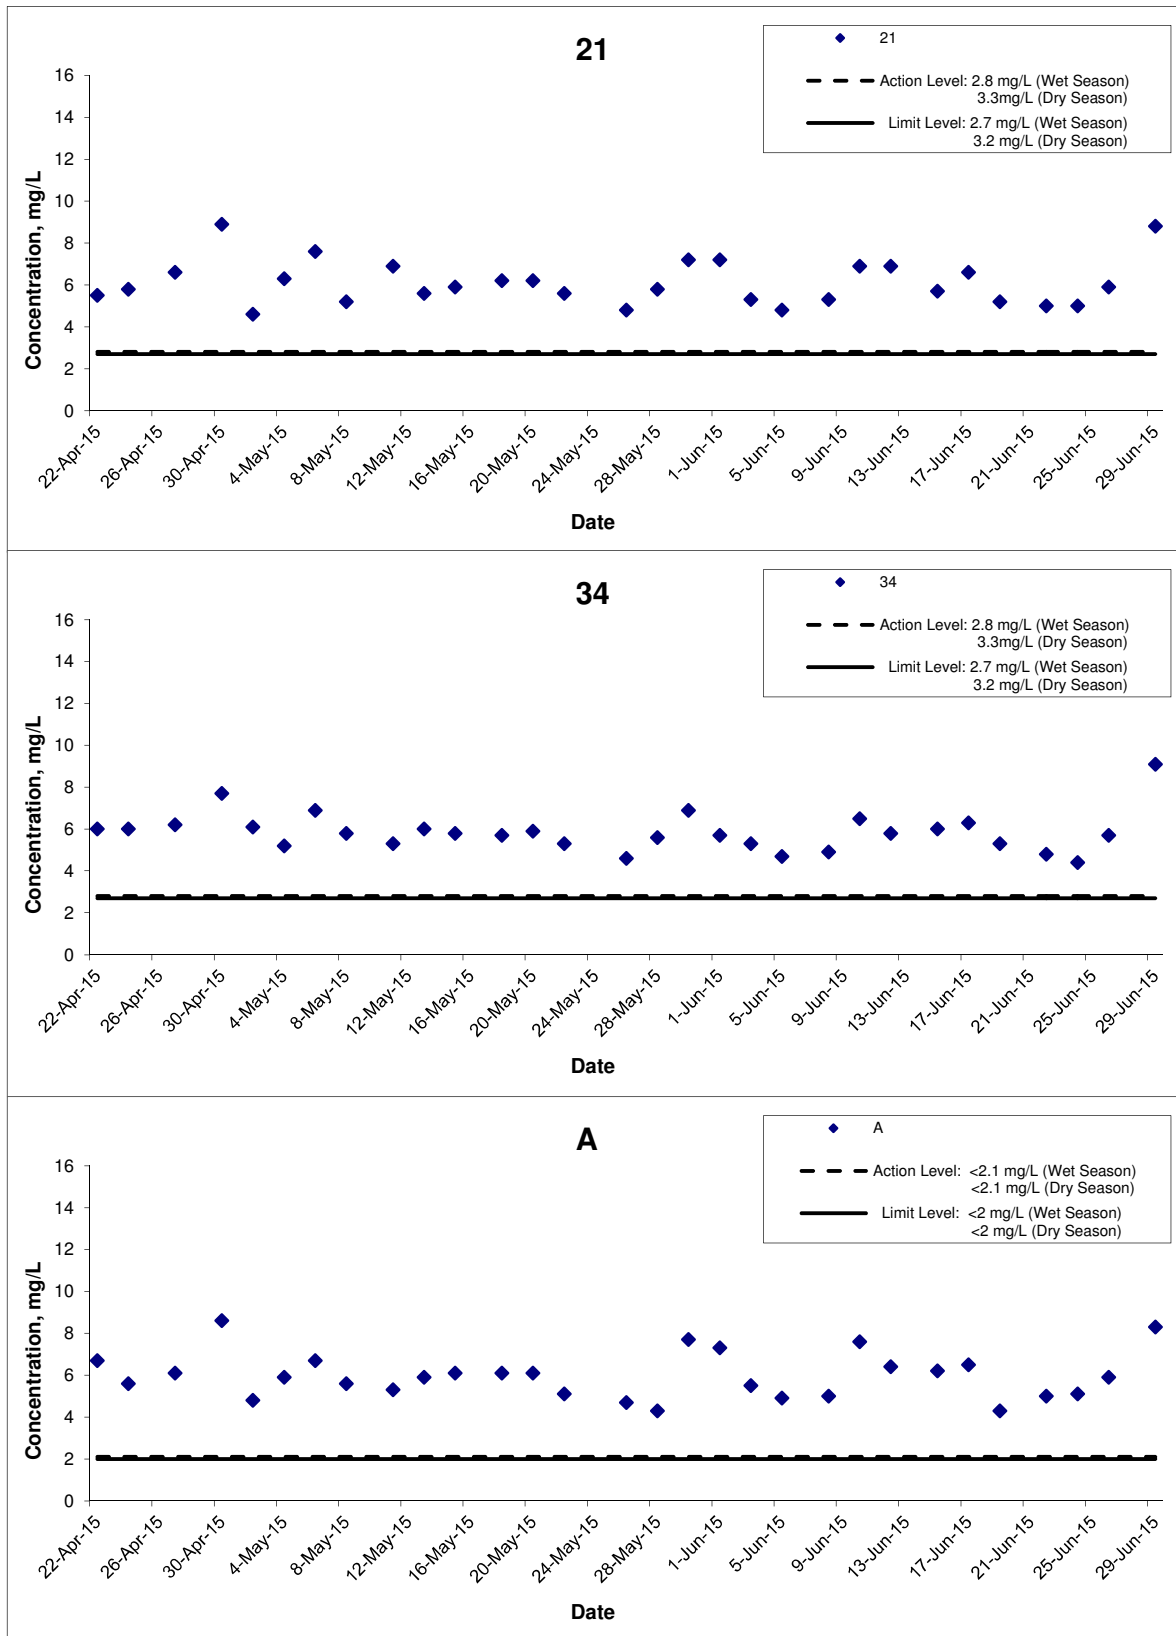 21
21
Action Level: 2.8 mg/L (Wet Season)
3.3mg/L (Dry Season)
Limit Level: 2.7 mg/L (Wet Season)
3.2 mg/L (Dry Season)
Concentration, mg/L
16
14
12
10
8
6
4
2
0
22-Apr-15
26-Apr-15
30-Apr-15
4-May-15
8-May-15
12-May-15
16-May-15
20-May-15
24-May-15
28-May-15
1-Jun-15
5-Jun-15
9-Jun-15
13-Jun-15
17-Jun-15
21-Jun-15
25-Jun-15
29-Jun-15
Date
34
34
Action Level: 2.8 mg/L (Wet Season)
3.3mg/L (Dry Season)
Limit Level: 2.7 mg/L (Wet Season)
3.2 mg/L (Dry Season)
Concentration, mg/L
16
14
12
10
8
6
4
2
0
22-Apr-15
26-Apr-15
30-Apr-15
4-May-15
8-May-15
12-May-15
16-May-15
20-May-15
24-May-15
28-May-15
1-Jun-15
5-Jun-15
9-Jun-15
13-Jun-15
17-Jun-15
21-Jun-15
25-Jun-15
29-Jun-15
Date
A
A
Action Level: <2.1 mg/L (Wet Season)
<2.1 mg/L (Dry Season)
Limit Level: <2 mg/L (Wet Season)
<2 mg/L (Dry Season)
Concentration, mg/L
16
14
12
10
8
6
4
2
0
22-Apr-15
26-Apr-15
30-Apr-15
4-May-15
8-May-15
12-May-15
16-May-15
20-May-15
24-May-15
28-May-15
1-Jun-15
5-Jun-15
9-Jun-15
13-Jun-15
17-Jun-15
21-Jun-15
25-Jun-15
29-Jun-15
Date